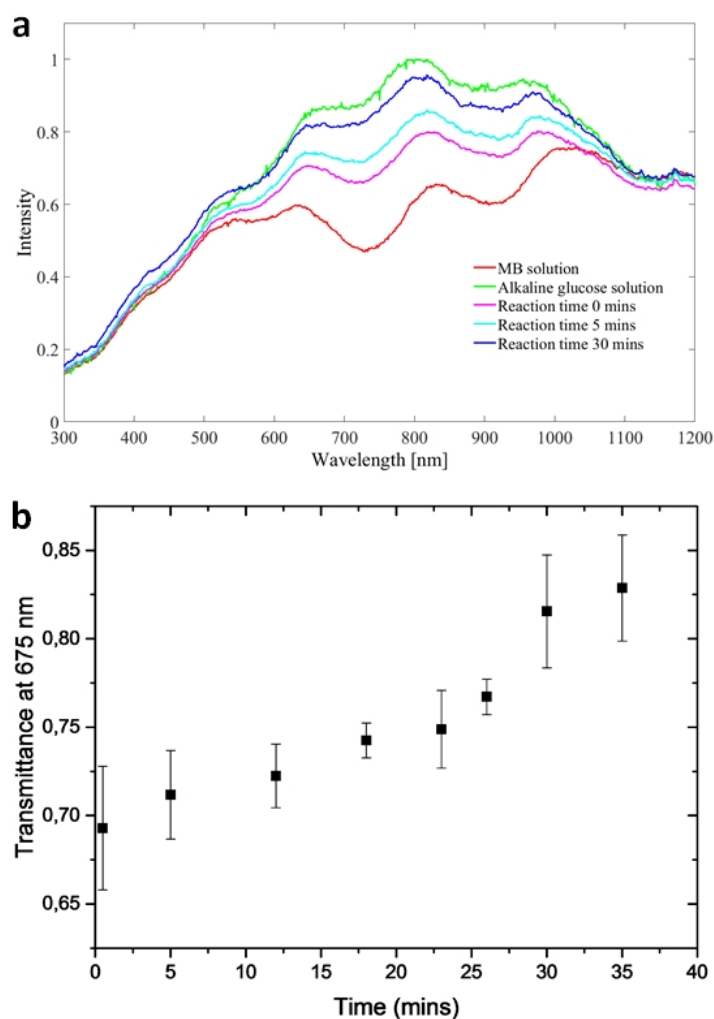 a
1
0.8
0.6
0.4
0.2
0
Intensity
MB solution
Alkaline glucose solution
Reaction time 0 mins
Reaction time 5 mins
Reaction time 30 mins
300 400 500 600 700 800 900 1000 1100 1200
Wavelength [nm]
b
0,85
0,80
0,75
0,70
0,65
Transmittance at 675 nm
0 5 10 15 20 25 30 35 40
Time (mins)